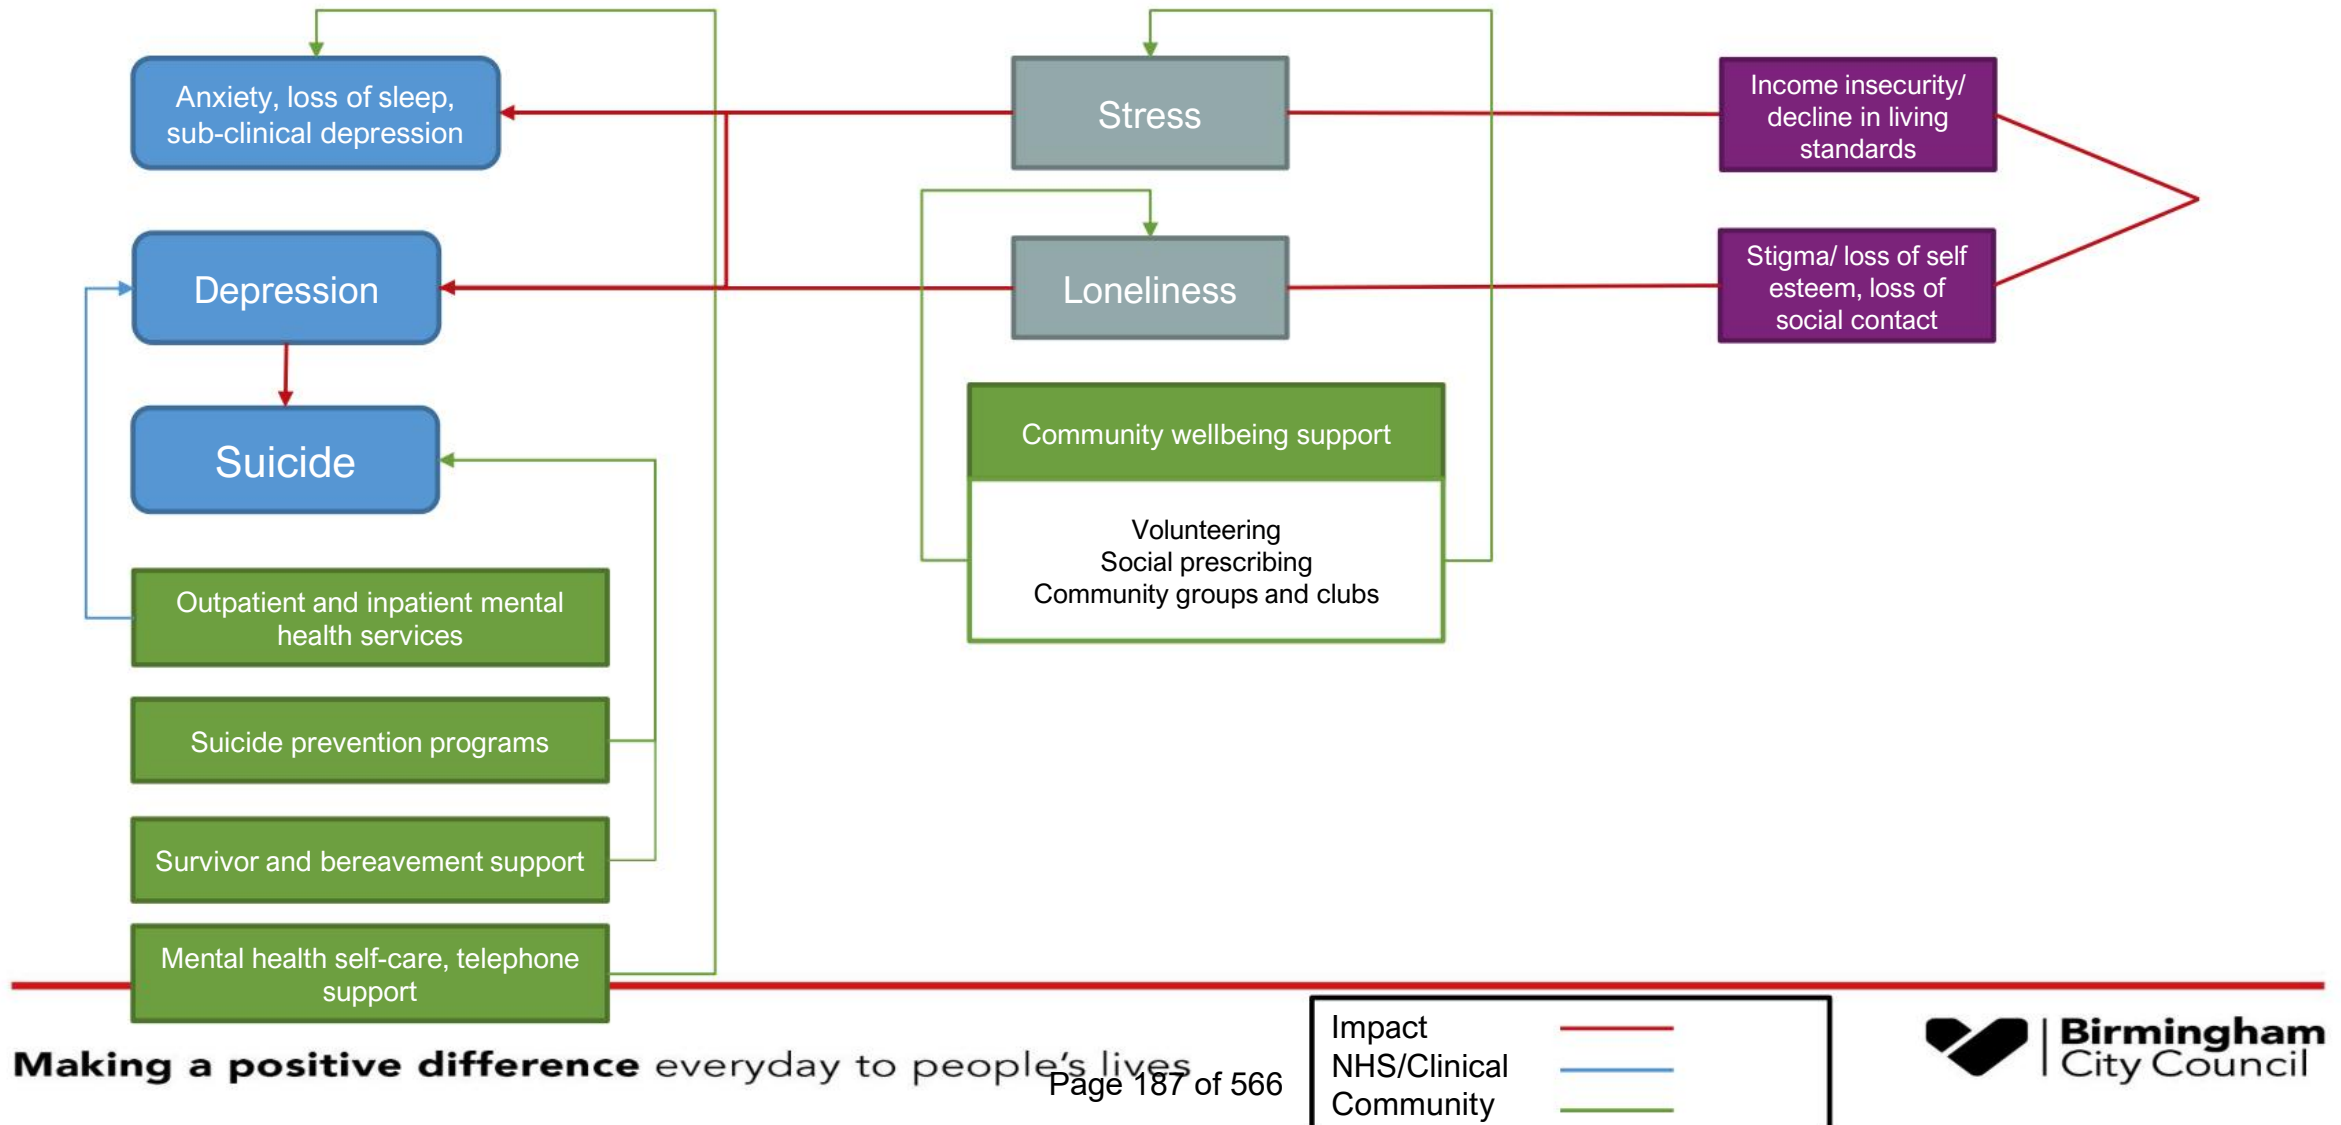 Anxiety, loss of sleep,
sub-clinical depression
Stress
Income insecurity/
decline in living
standards
Depression
Loneliness
Stigma/ loss of self
esteem, loss of
social contact
Suicide
Community wellbeing support
Volunteering
Social prescribing
Community groups and clubs
Outpatient and inpatient mental
health services
Suicide prevention programs
Survivor and bereavement support
Mental health self-care, telephone
support
Making a positive difference everyday to people's lives
Page 187 of 566
Impact
NHS/Clinical
Community
Birmingham
City Council